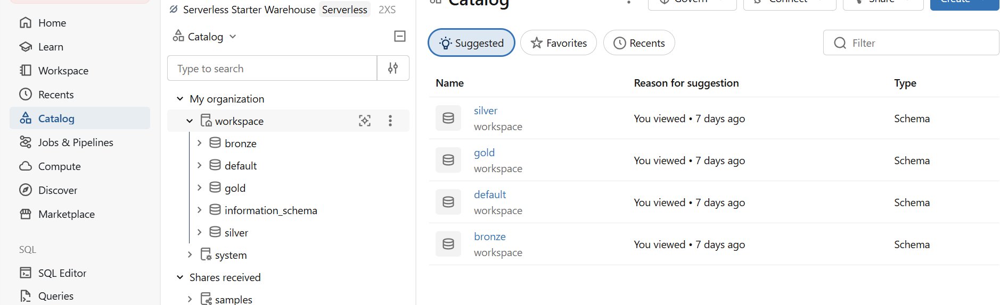 Home
Learn
Workspace
Recents
Catalog
Jobs & Pipelines
Compute
Discover
Marketplace
SQL
SQL Editor
Queries
Serverless Starter Warehouse Serverless 2XS
Catalog
Type to search
My organization
workspace
bronze
default
gold
information_schema
silver
system
Shares received
samples
Catalog
Govern
Connect
Share
Create
Suggested
Favorites
Recents
Filter
Name Reason for suggestion Type
silver
workspace
You viewed • 7 days ago
Schema
gold
workspace
You viewed • 7 days ago
Schema
default
workspace
You viewed • 7 days ago
Schema
bronze
workspace
You viewed • 7 days ago
Schema